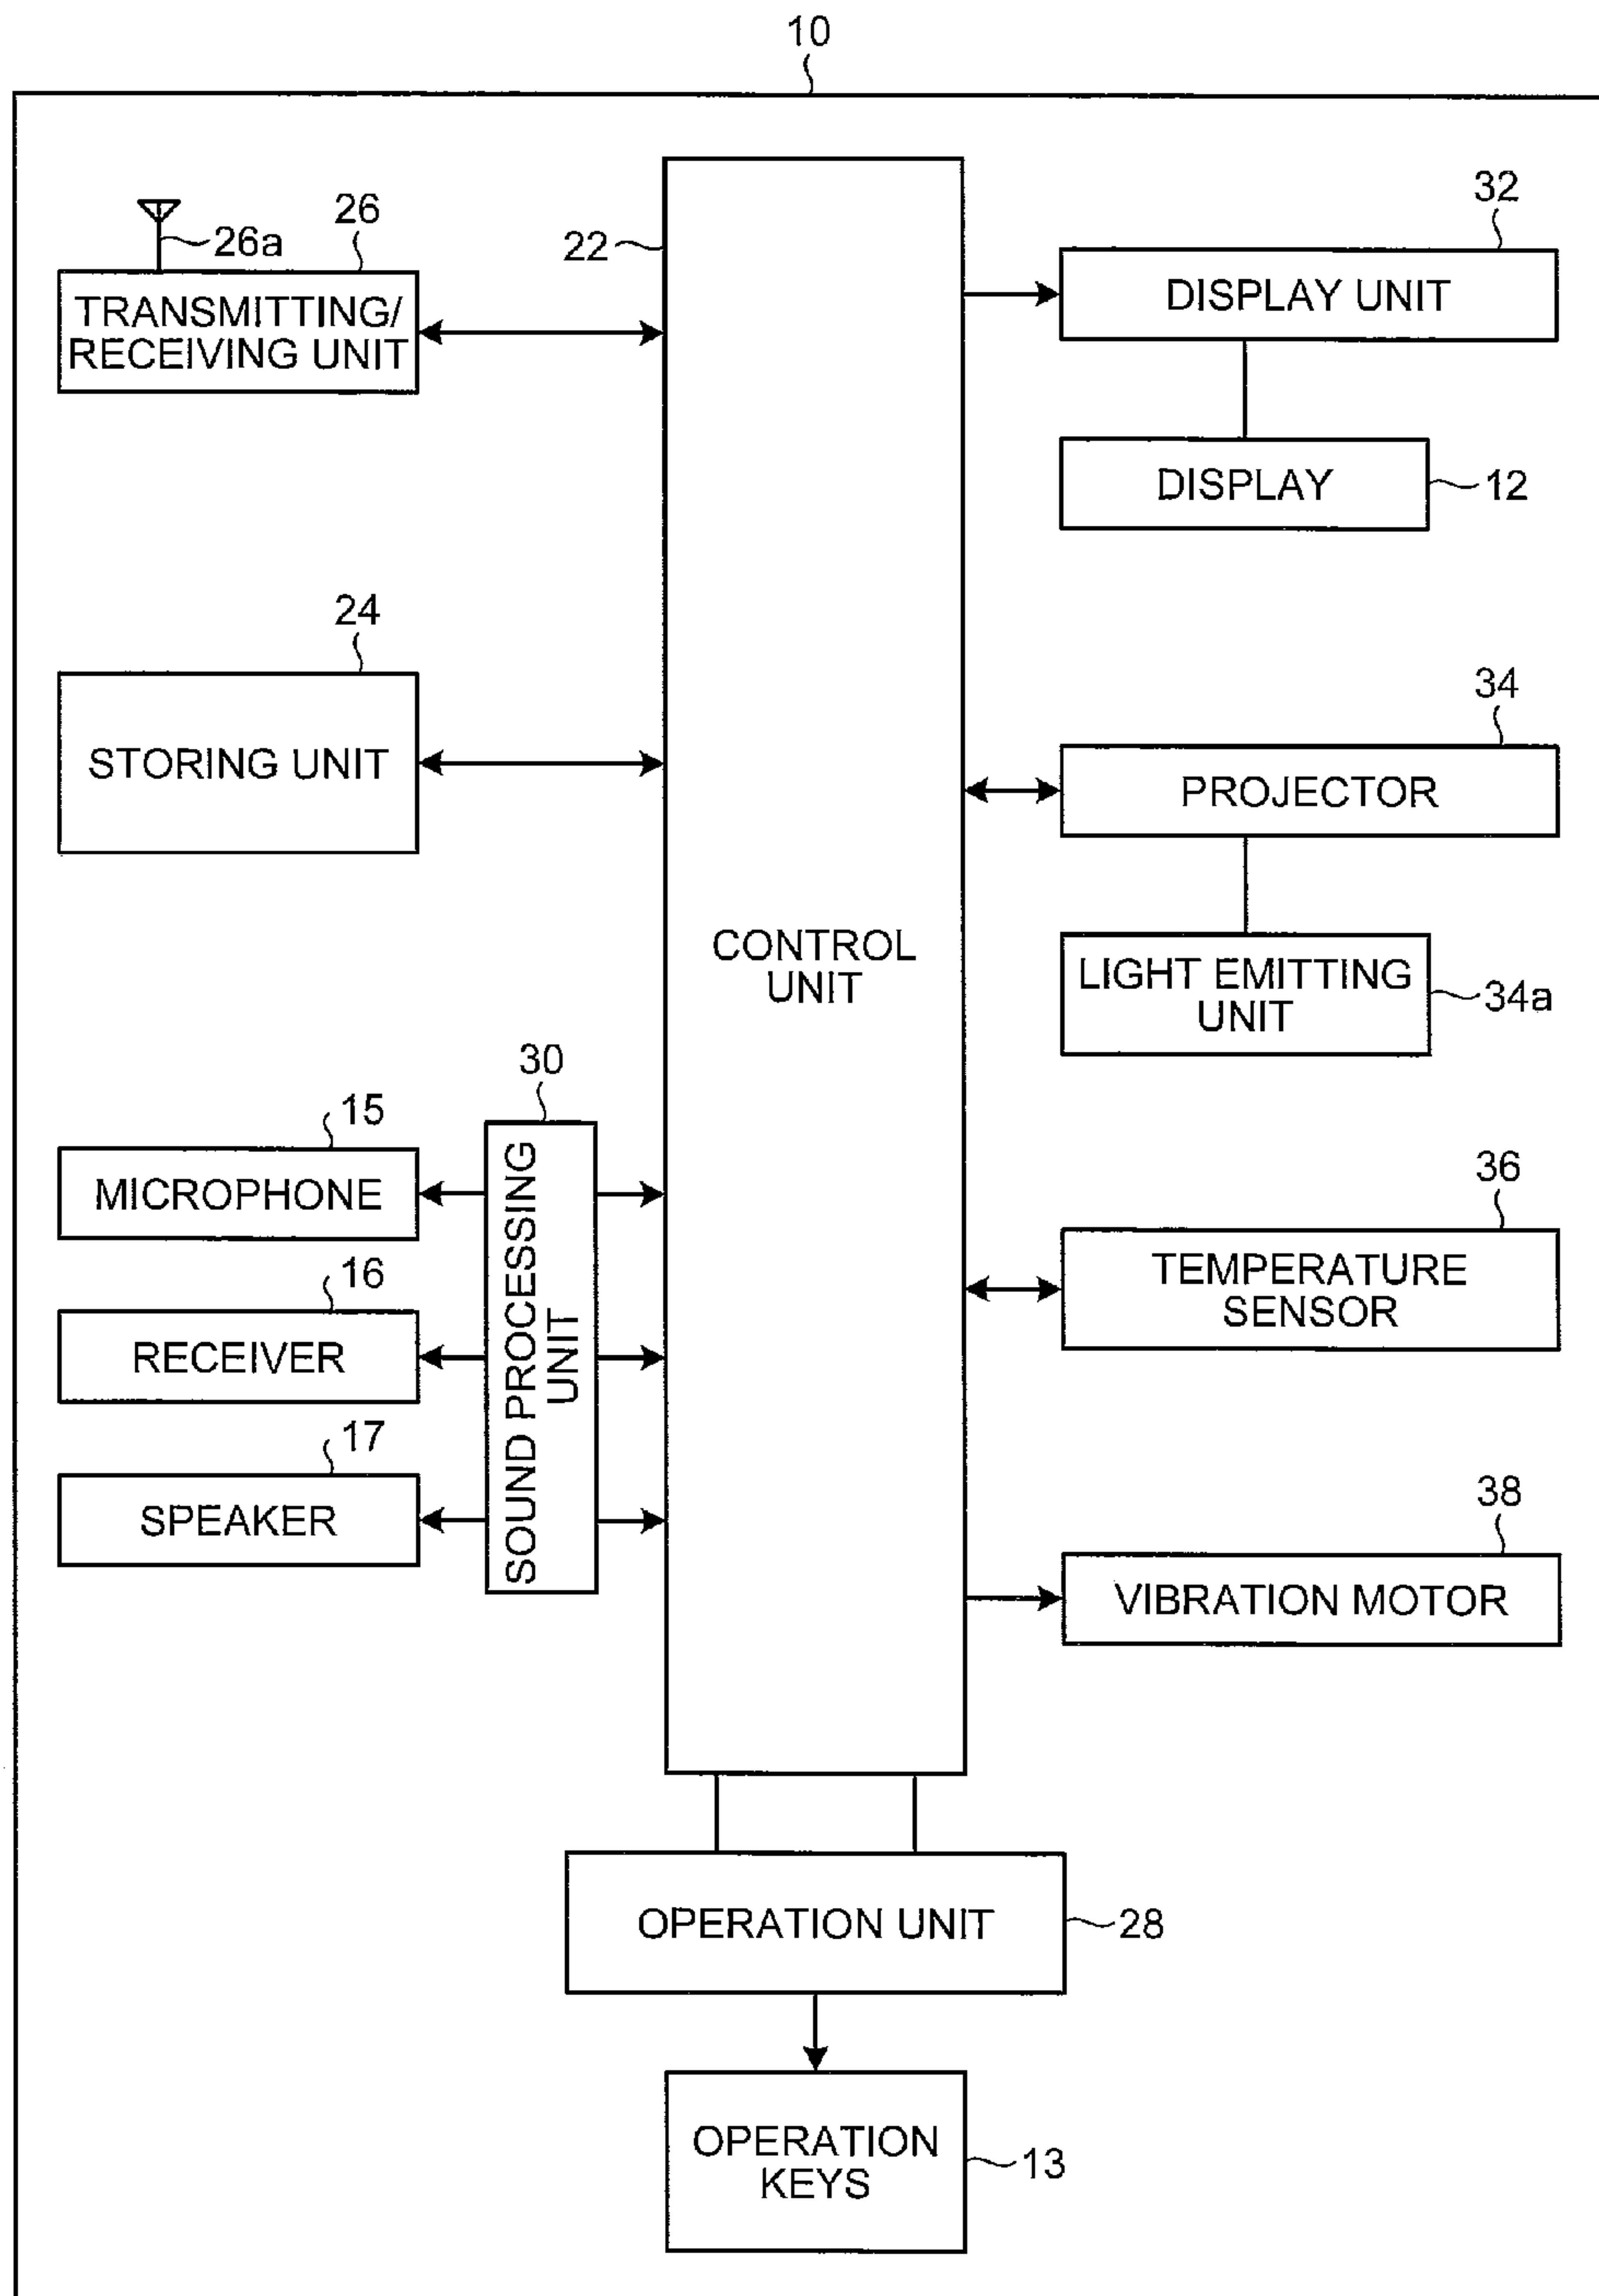 10
26
26a
TRANSMITTING/
RECEIVING UNIT
22
32
DISPLAY UNIT
DISPLAY
12
24
STORING UNIT
34
PROJECTOR
CONTROL
UNIT
LIGHT EMITTING
UNIT
34a
30
SOUND PROCESSING
UNIT
15
MICROPHONE
16
RECEIVER
17
SPEAKER
36
TEMPERATURE
SENSOR
38
VIBRATION MOTOR
OPERATION UNIT
28
OPERATION
KEYS
13